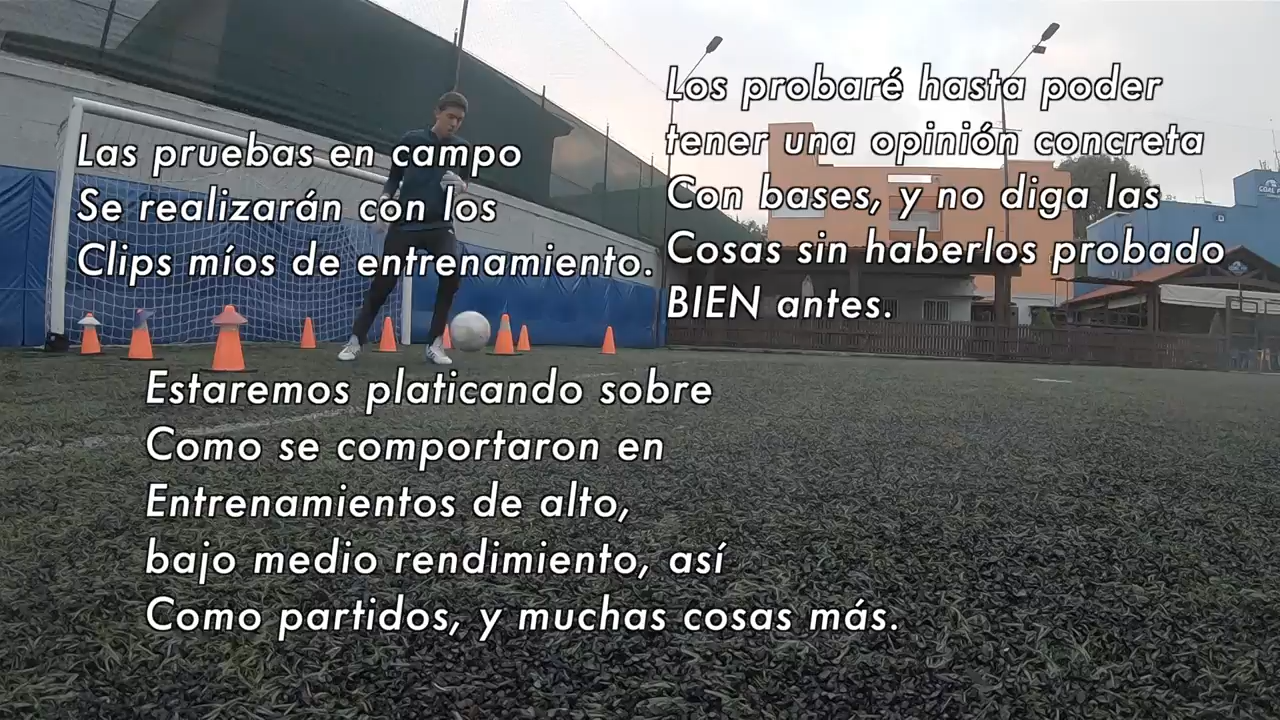 Las pruebas en campo
Se realizarán con los
Clips míos de entrenamiento.
Los probaré hasta poder
tener una opinión concreta
Con bases, y no diga las
Cosas sin haberlos probado
BIEN antes.
Estaremos platicando sobre
Como se comportaron en
Entrenamientos de alto,
bajo medio rendimiento, así
Como partidos, y muchas cosas más.
GOAL